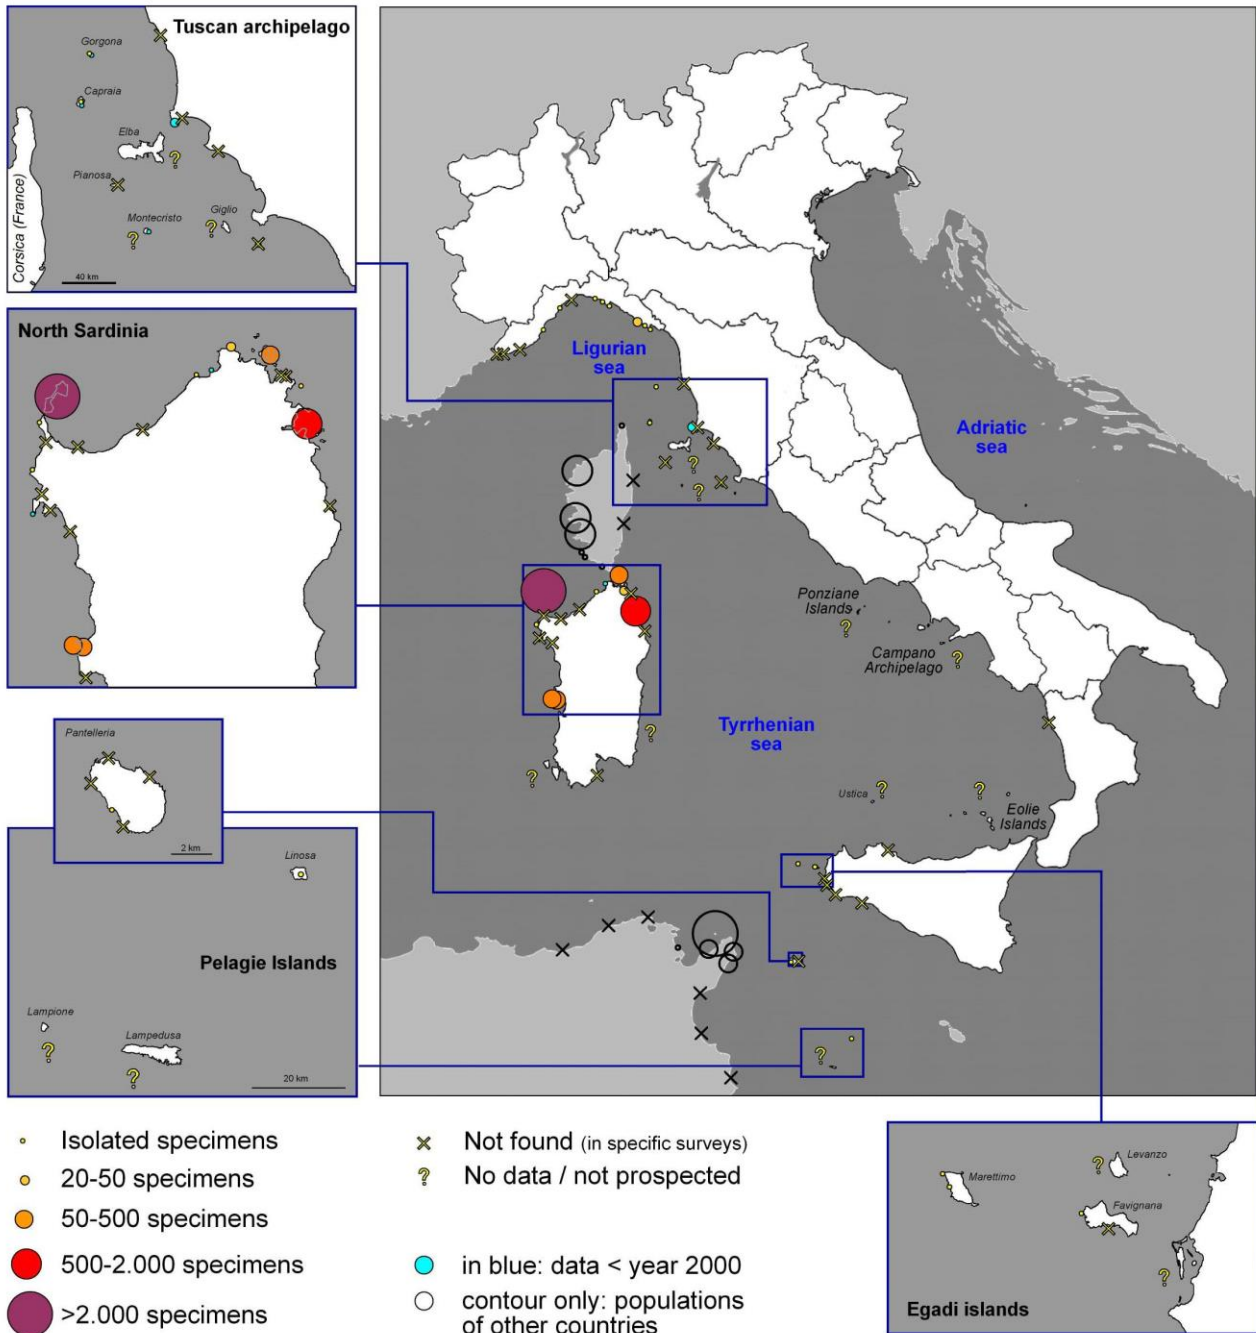 Tuscan archipelago
Gorgona
Capraia
Elba
Pianosa
?
Montecristo
Giglio
?
?
Corsica (France)
40 km
North Sardinia
Pantelleria
2 km
Linosa
Pelagie Islands
Lampione
?
Lampedusa
?
20 km
Ligurian
sea
Adriatic
sea
?
?
Ponziane
Islands
?
Campano
Archipelago
?
Tyrrhenian
sea
?
?
Ustica
?
?
Eolie
Islands
?
Isolated specimens
20-50 specimens
50-500 specimens
500-2.000 specimens
>2.000 specimens
Not found (in specific surveys)
? No data / not prospected
in blue: data < year 2000
contour only: populations
of other countries
Marettimo
?
Levanzo
Favignana
?
Egadi islands